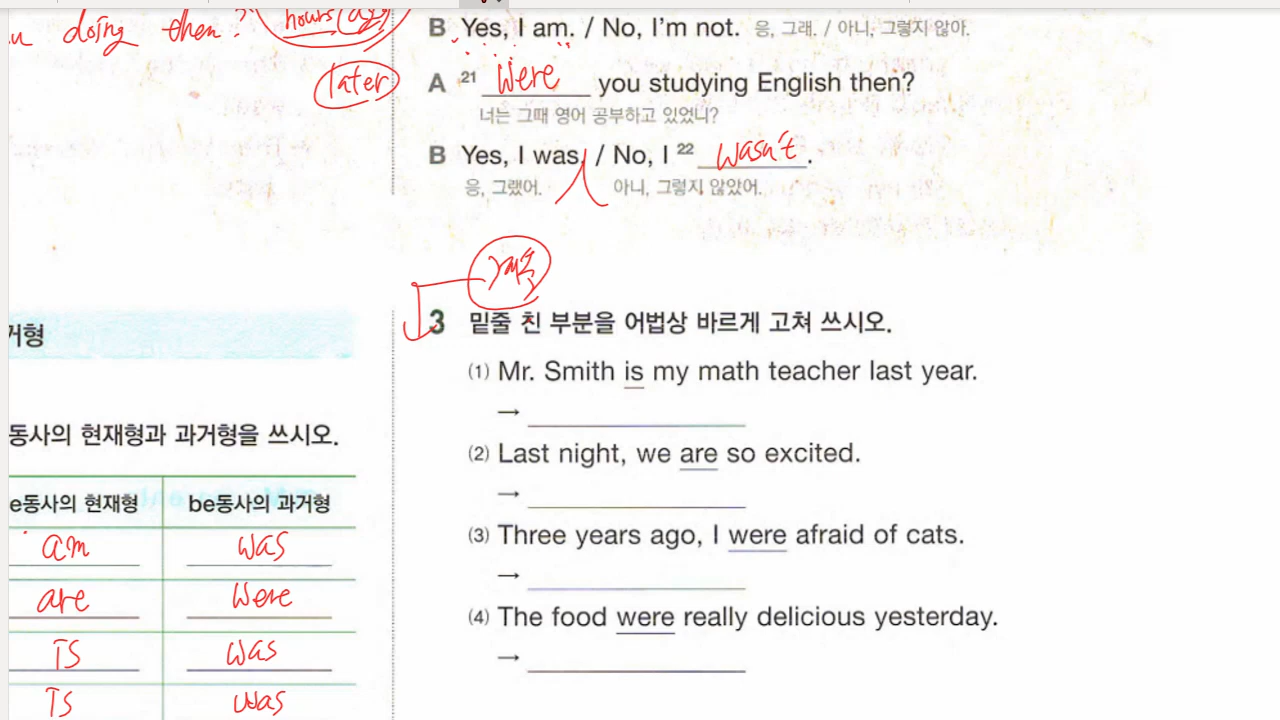 doing then?
hours (ago)
later
B Yes, I am. / No, I'm not. 응, 그래. / 아니, 그렇지 않아.
A 21 Were you studying English then?
너는 그때 영어 공부하고 있었니?
B Yes, I was. / No, I 22 wasn't.
응, 그랬어. 아니, 그렇지 않았어.
거형
동사의 현재형과 과거형을 쓰시오.
e동사의 현재형 be동사의 과거형
am was
are were
is was
is was
3 밑줄 친 부분을 어법상 바르게 고쳐 쓰시오.
(1) Mr. Smith is my math teacher last year.
→
(2) Last night, we are so excited.
→
(3) Three years ago, I were afraid of cats.
→
(4) The food were really delicious yesterday.
→